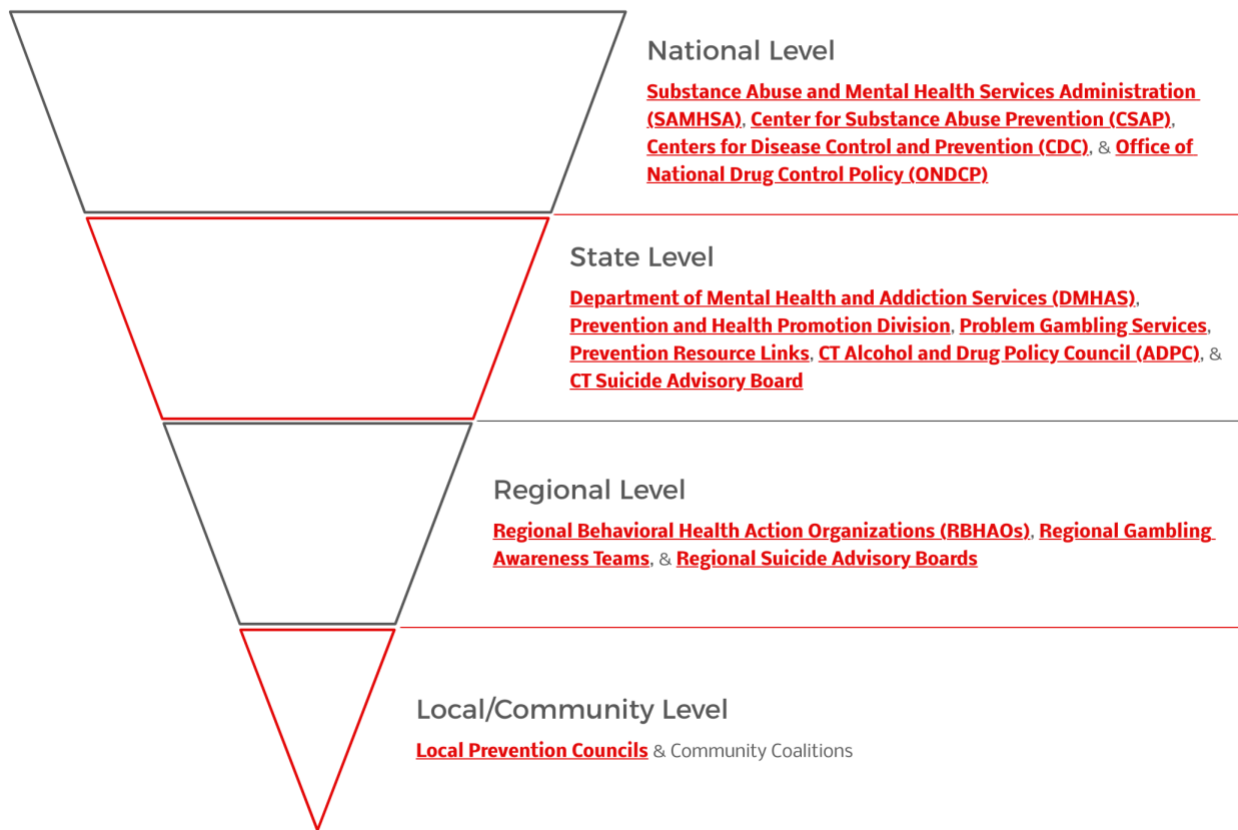 National Level
Substance Abuse and Mental Health Services Administration
(SAMHSA), Center for Substance Abuse Prevention (CSAP),
Centers for Disease Control and Prevention (CDC), & Office of
National Drug Control Policy (ONDCP)
State Level
Department of Mental Health and Addiction Services (DMHAS),
Prevention and Health Promotion Division, Problem Gambling Services,
Prevention Resource Links, CT Alcohol and Drug Policy Council (ADPC), &
CT Suicide Advisory Board
Regional Level
Regional Behavioral Health Action Organizations (RBHAOs), Regional Gambling
Awareness Teams, & Regional Suicide Advisory Boards
Local/Community Level
Local Prevention Councils & Community Coalitions